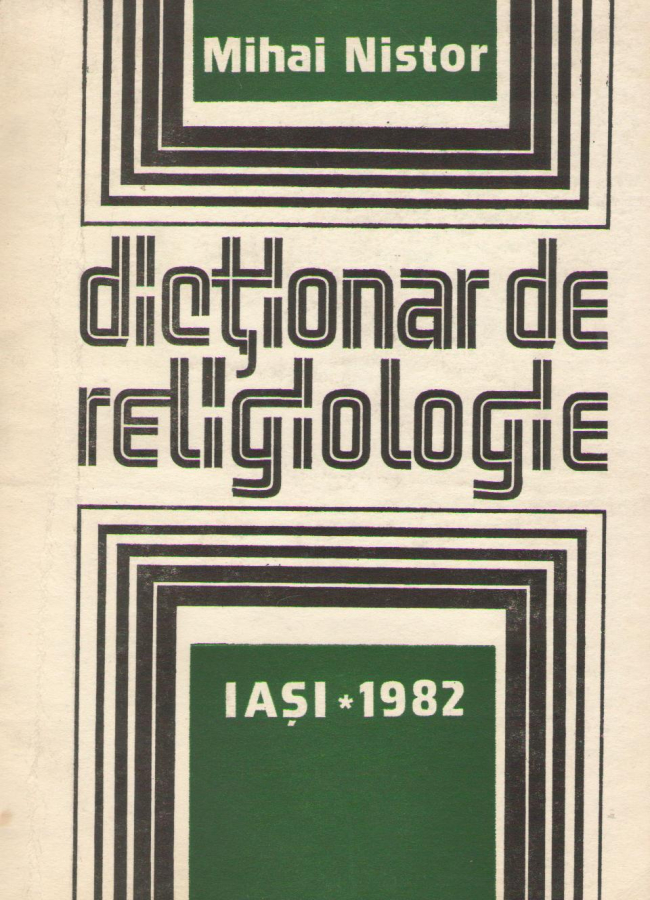 Mihai Nistor
dicționar de
religiologie
IAȘI * 1982